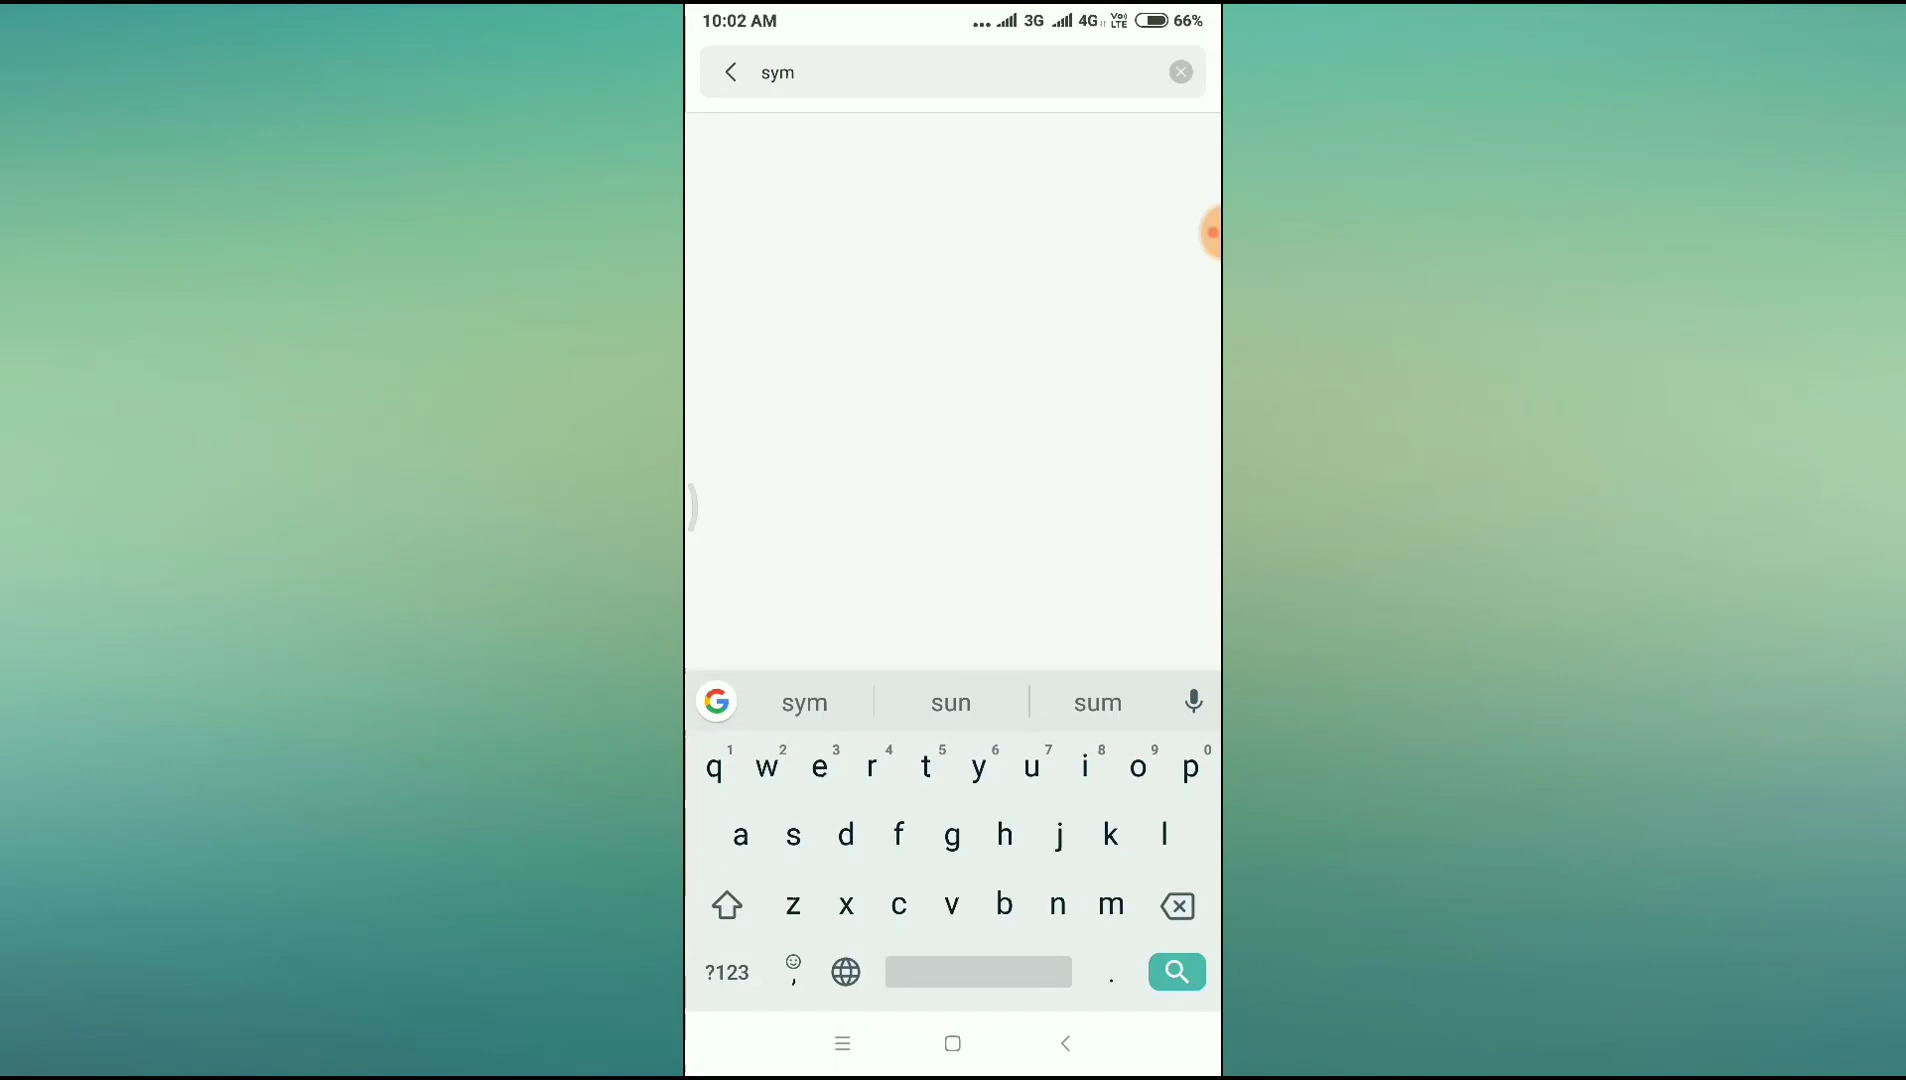 10:02 AM ... 3G 4G Vo) LTE 66%
sym
sym sun sum
1 2 3 4 5 6 7 8 9 0
q w e r t y u i o p
a s d f g h j k l
z x c v b n m
?123 , .